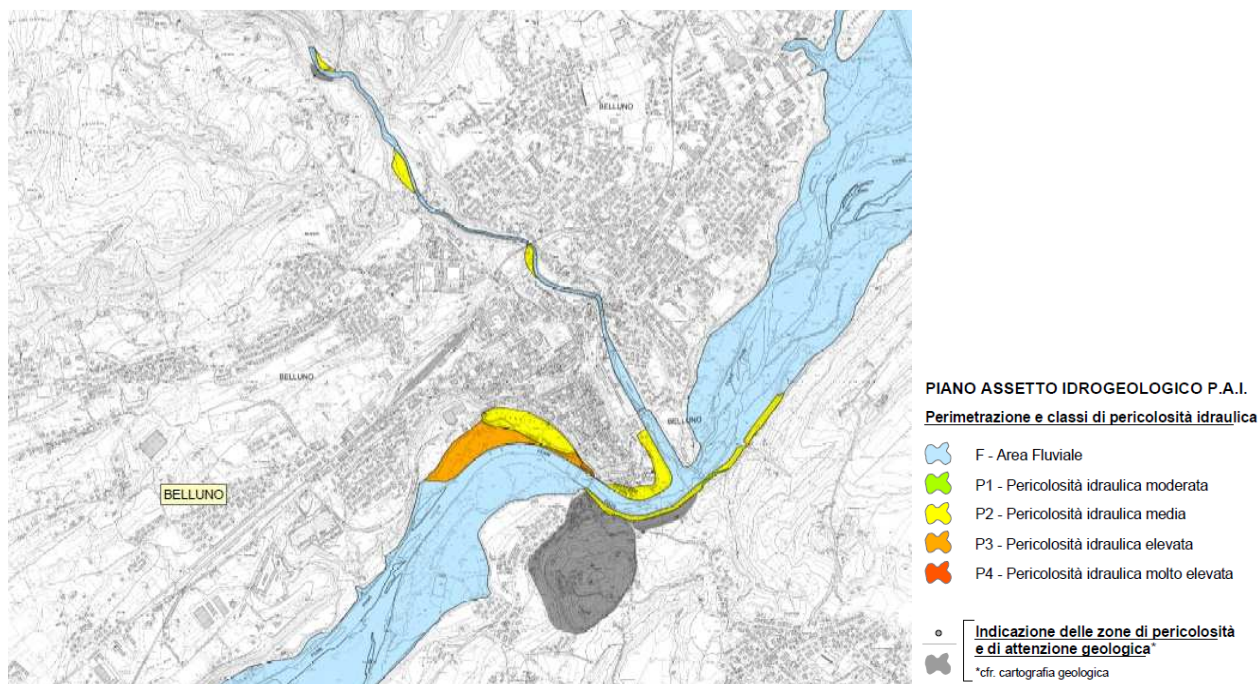 BELLUNO
BELLUNO
BELLUNO
BELLUNO
PIANO ASSETTO IDROGEOLOGICO P.A.I.
Perimetrazione e classi di pericolosità idraulica
F - Area Fluviale
P1 - Pericolosità idraulica moderata
P2 - Pericolosità idraulica media
P3 - Pericolosità idraulica elevata
P4 - Pericolosità idraulica molto elevata
Indicazione delle zone di pericolosità
e di attenzione geologica*
*cfr. cartografia geologica